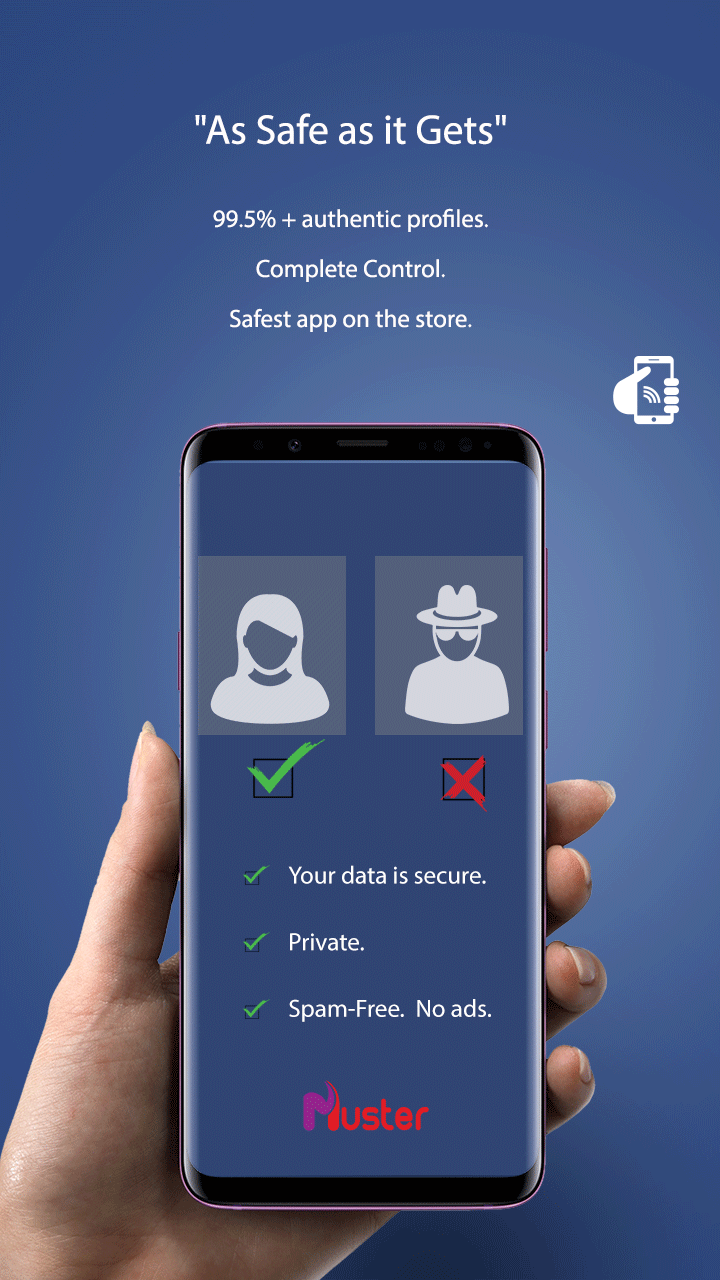 "As Safe as it Gets"
99.5% + authentic profiles.
Complete Control.
Safest app on the store.
Your data is secure.
Private.
Spam-Free. No ads.
Muster